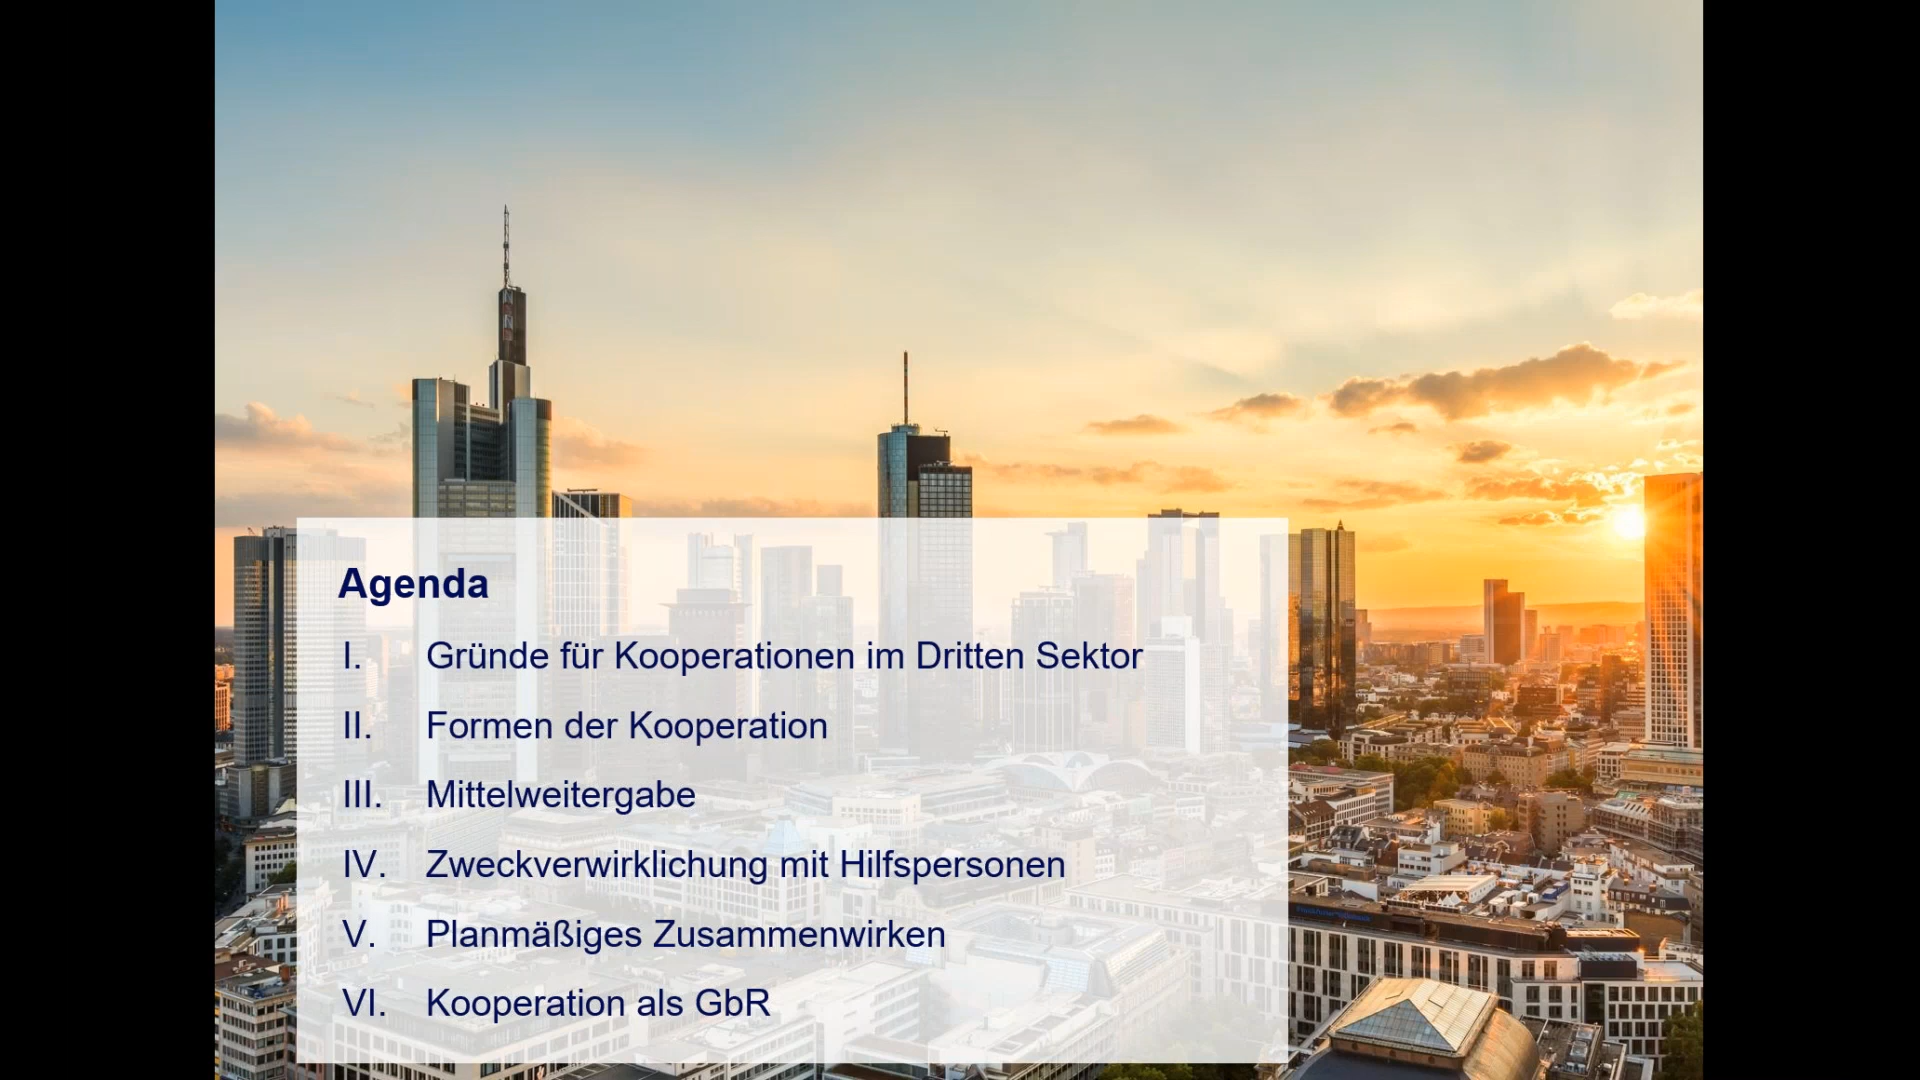 Agenda
I. Gründe für Kooperationen im Dritten Sektor
II. Formen der Kooperation
III. Mittelweitergabe
IV. Zweckverwirklichung mit Hilfspersonen
V. Planmäßiges Zusammenwirken
VI. Kooperation als GbR